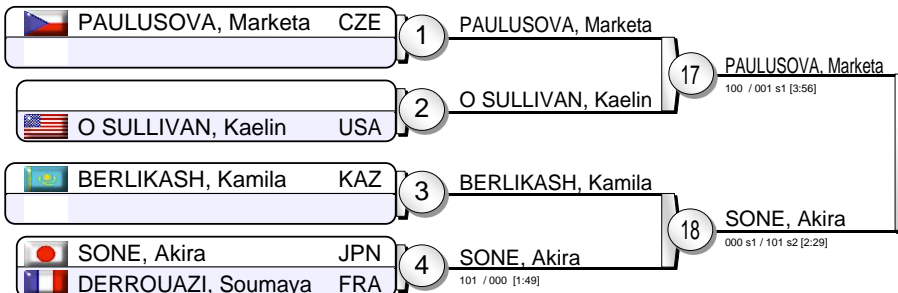 PAULUSOVA, Marketa CZE
1
PAULUSOVA, Marketa
17
PAULUSOVA, Marketa
100 / 001 s1 [3:56]
2
O SULLIVAN, Kaelin
O SULLIVAN, Kaelin USA
BERLIKASH, Kamila KAZ
3
BERLIKASH, Kamila
18
SONE, Akira
000 s1 / 101 s2 [2:29]
SONE, Akira JPN
4
SONE, Akira
101 / 000 [1:49]
DERROUAZI, Soumaya FRA